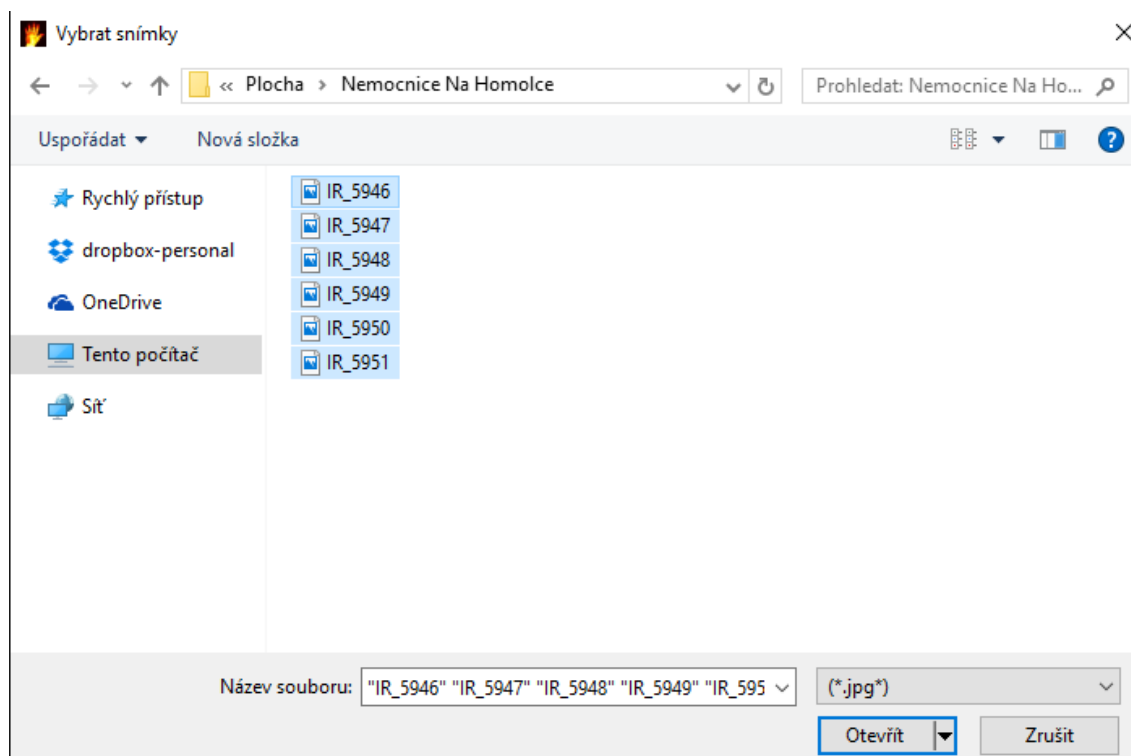 Vybrat snímky
« Plocha › Nemocnice Na Homolce
Prohledat: Nemocnice Na Ho...
Uspořádat
Nová složka
Rychlý přístup
dropbox-personal
OneDrive
Tento počítač
Síť
IR_5946
IR_5947
IR_5948
IR_5949
IR_5950
IR_5951
Název souboru: "IR_5946" "IR_5947" "IR_5948" "IR_5949" "IR_595
(*.jpg*)
Otevřít
Zrušit